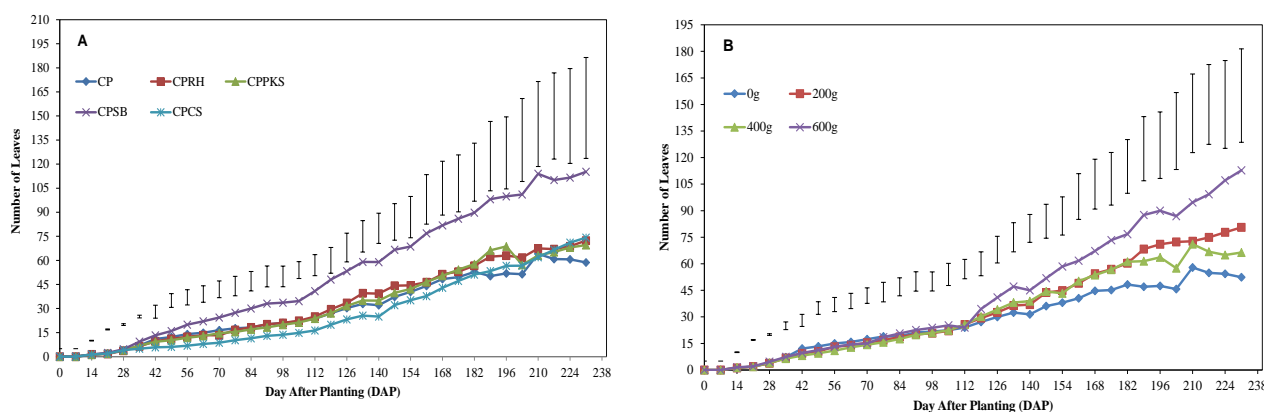 A
CP CPRH CPPKS
CPSB CPCS
Number of Leaves
210
195
180
165
150
135
120
105
90
75
60
45
30
15
0
0 14 28 42 56 70 84 98 112 126 140 154 168 182 196 210 224 238
Day After Planting (DAP)
B
0g 200g
400g 600g
Number of Leaves
195
180
165
150
135
120
105
90
75
60
45
30
15
0
0 14 28 42 56 70 84 98 112 126 140 154 168 182 196 210 224 238
Day After Planting (DAP)